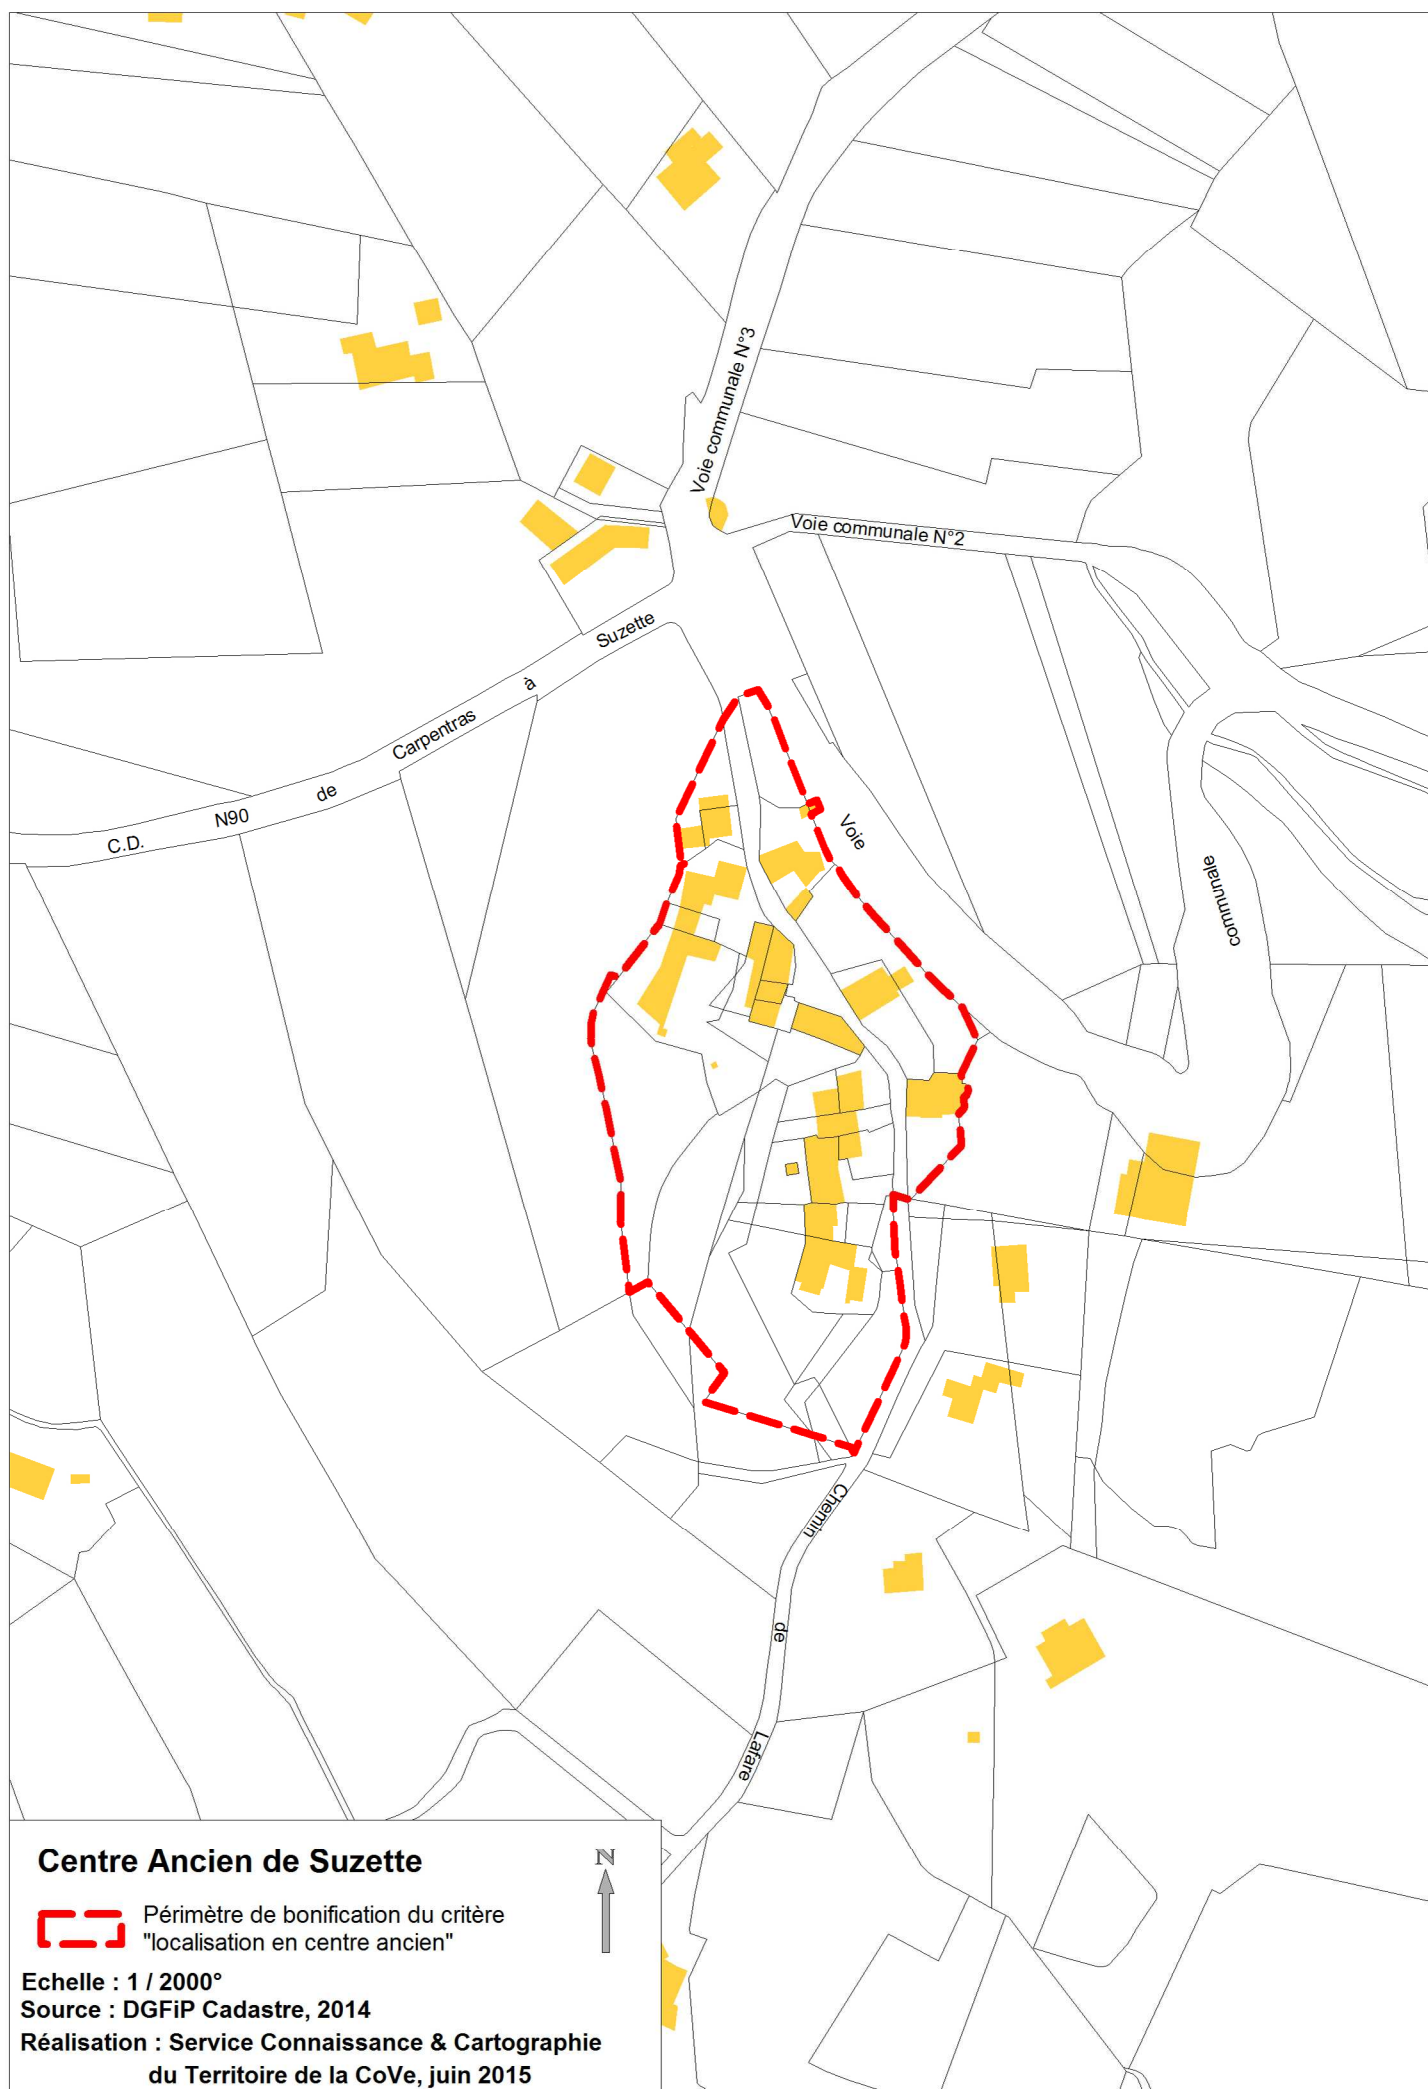 Voie communale N°3
Voie communale N°2
C.D. N90 de Carpentras à Suzette
Voie communale
Chemin de Lafare
Centre Ancien de Suzette
N
Périmètre de bonification du critère
"localisation en centre ancien"
Echelle : 1 / 2000°
Source : DGFiP Cadastre, 2014
Réalisation : Service Connaissance & Cartographie
du Territoire de la CoVe, juin 2015